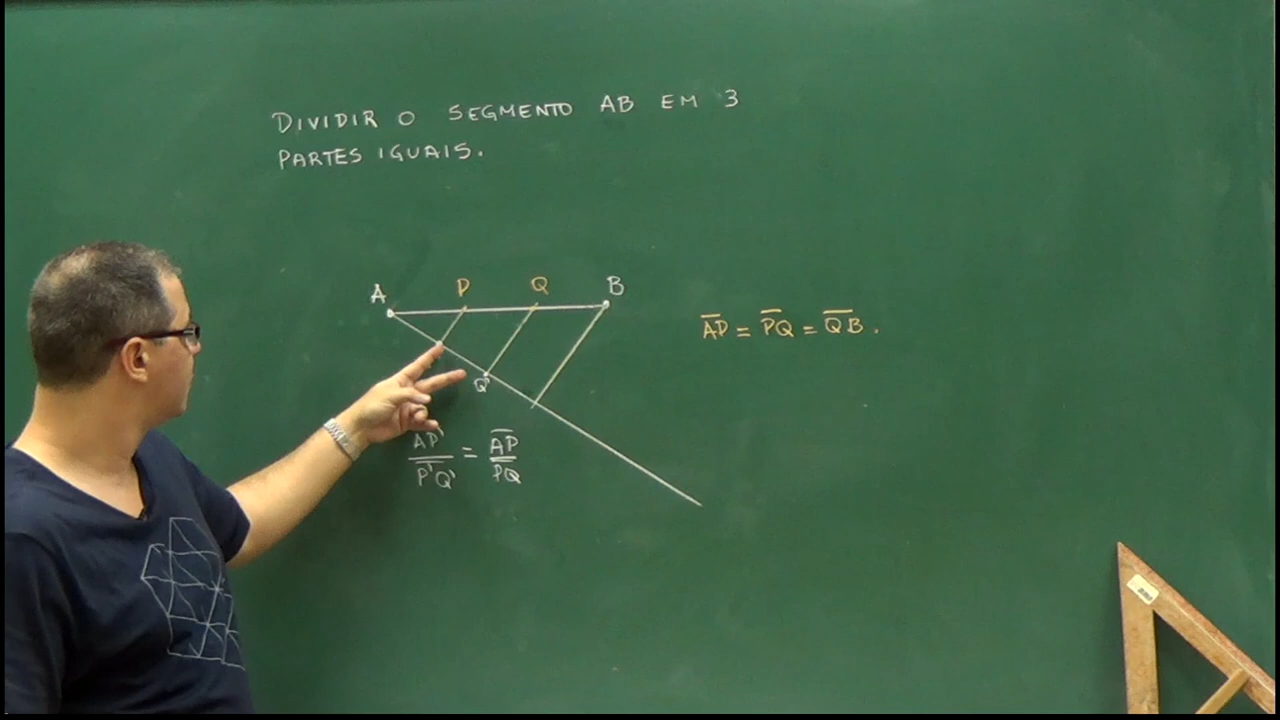 DIVIDIR O SEGMENTO AB EM 3
PARTES IGUAIS.
A P Q B
AP = PQ = QB.
Q'
AP' = AP
P'Q' PQ